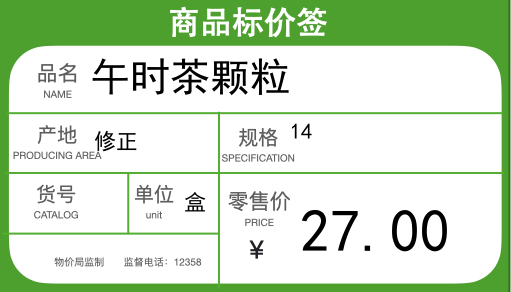 商品标价签
品名 午时茶颗粒
NAME
产地 修正
PRODUCING AREA
规格 14
SPECIFICATION
货号
CATALOG
单位 盒
unit
零售价
PRICE
¥ 27.00
物价局监制 监督电话：12358